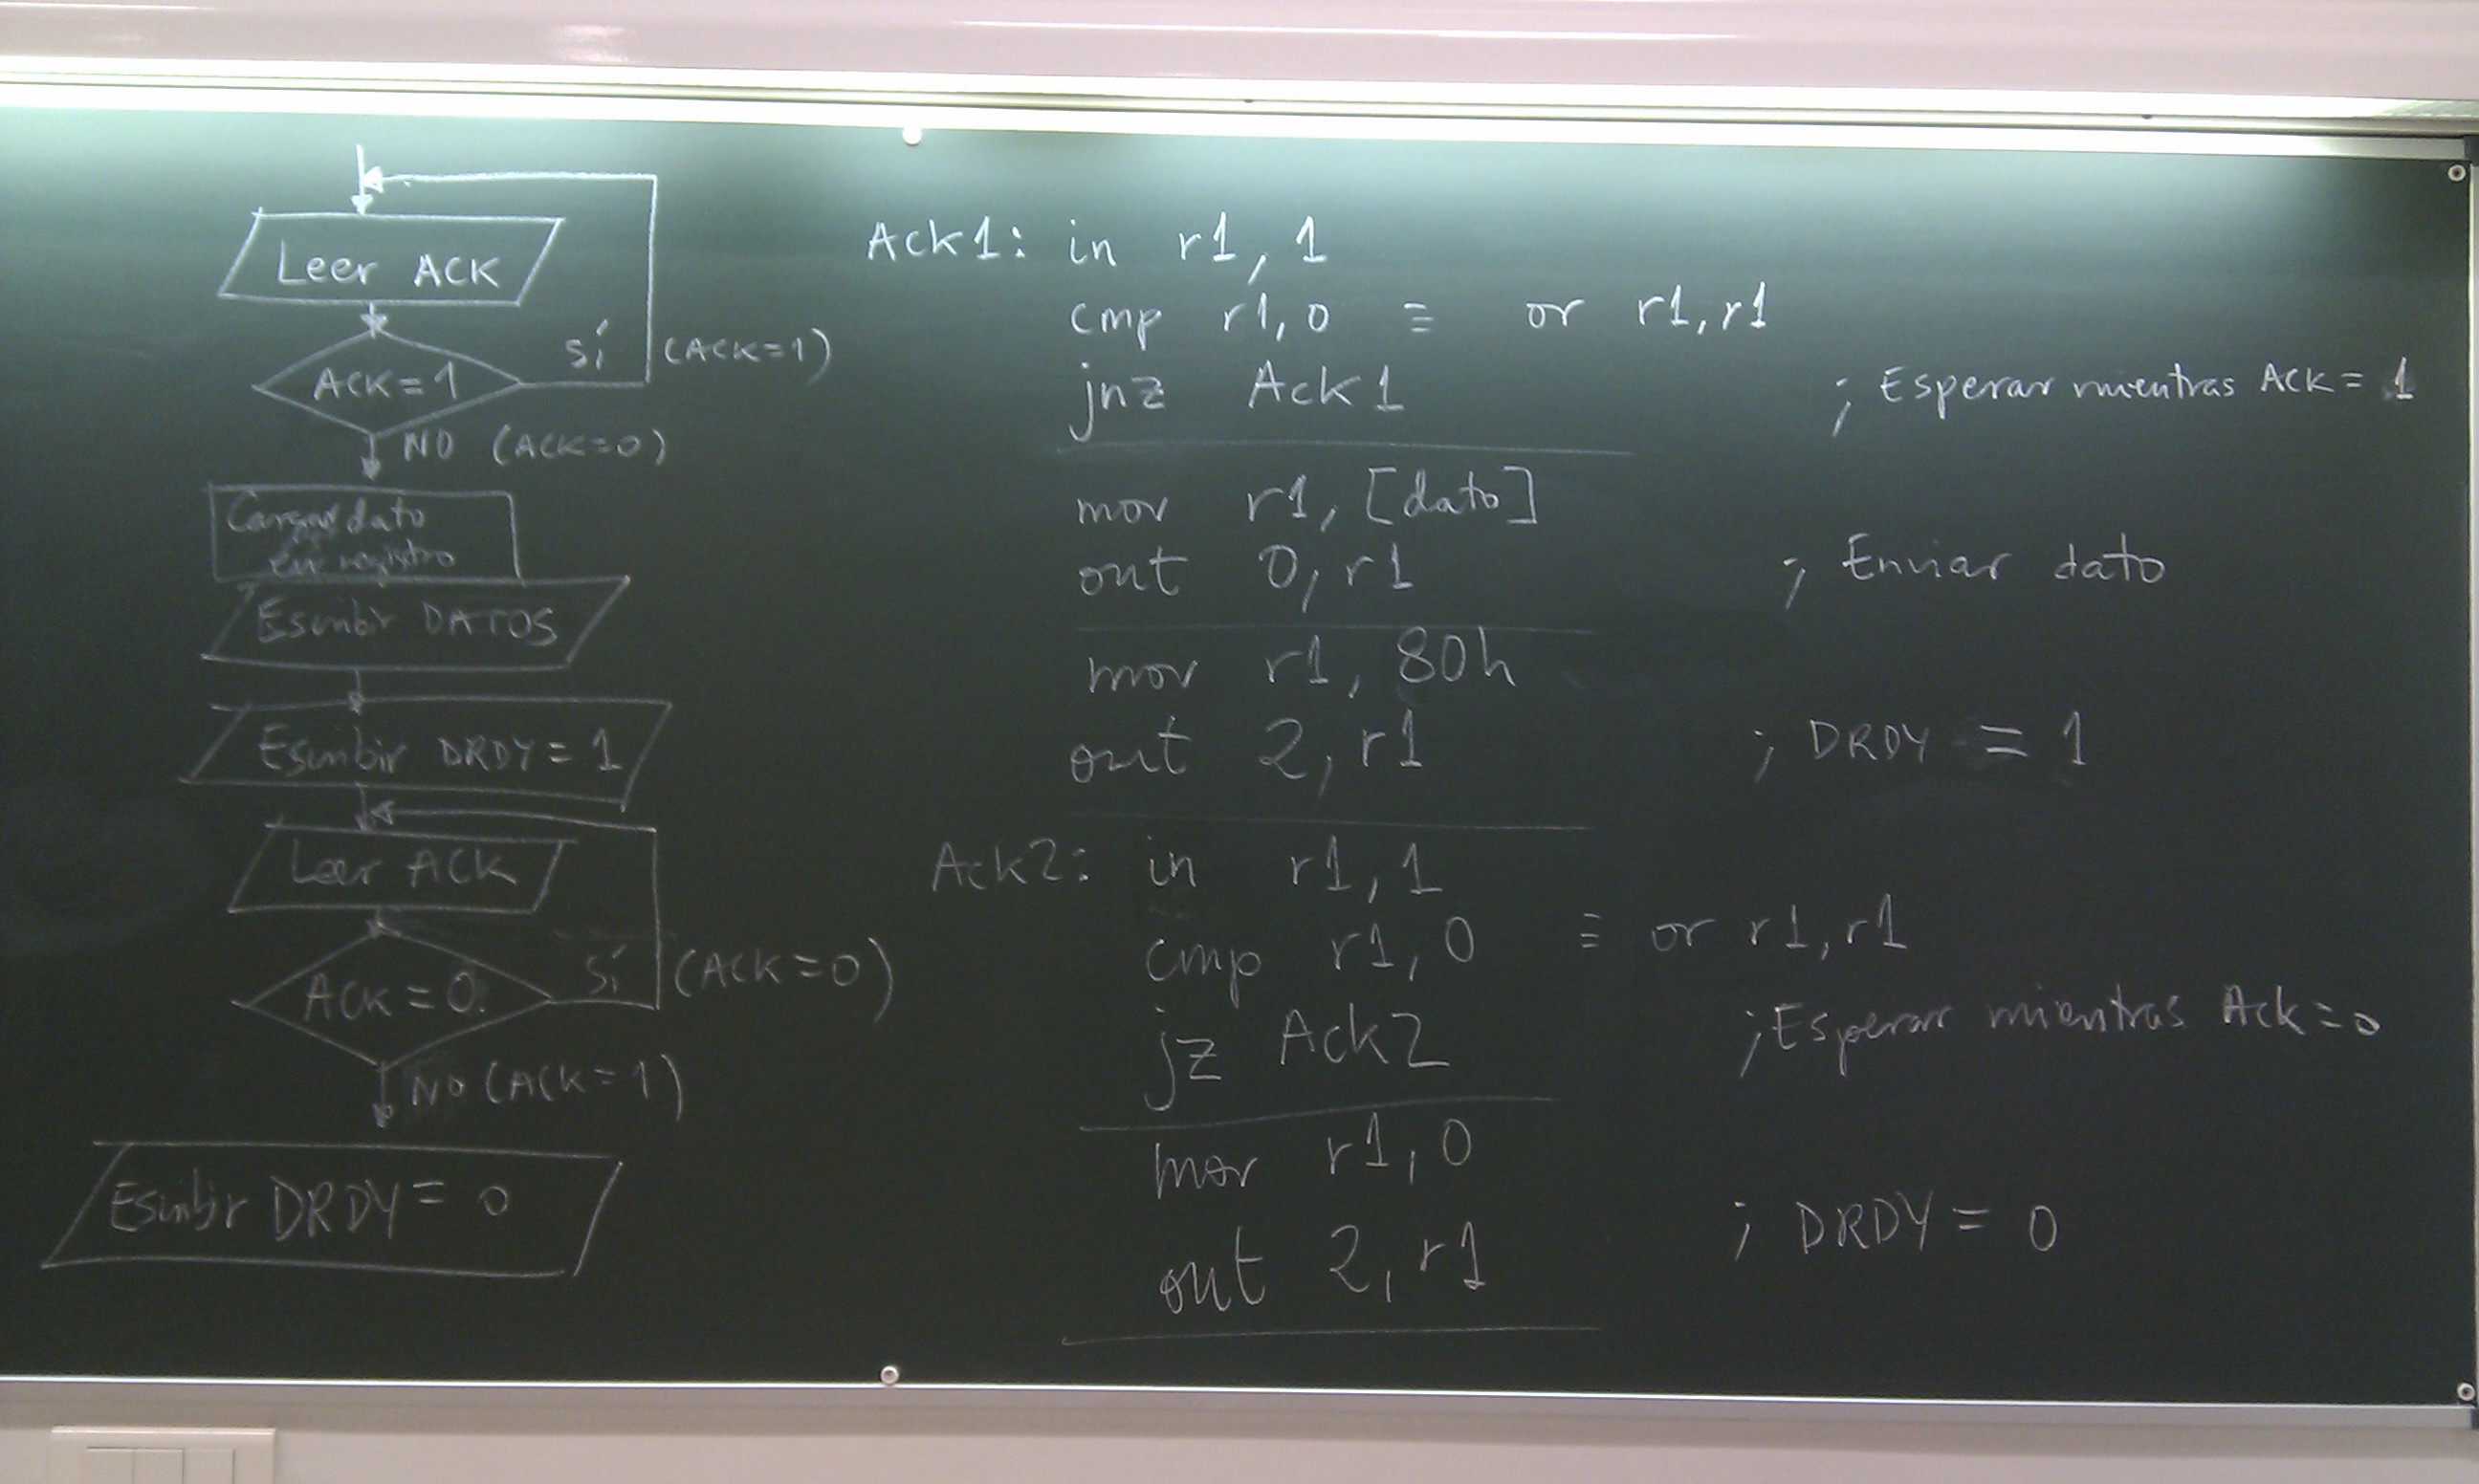 Leer ACK
ACK=1
SÍ (ACK=1)
NO (ACK=0)
Cargar dato
en registro
Escribir DATOS
Escribir DRDY=1
Leer ACK
ACK=0
SÍ (ACK=0)
NO (ACK=1)
Escribir DRDY=0
Ack1: in r1, 1
cmp r1,0 ≡ or r1,r1
jnz Ack1 ; Esperar mientras ACK=1
mov r1, [dato]
out 0,r1 ; Enviar dato
mov r1, 80h
out 2,r1 ; DRDY = 1
Ack2: in r1,1
cmp r1,0 ≡ or r1,r1
jz Ack2 ;Esperar mientras Ack=0
mov r1,0
out 2,r1 ; DRDY=0